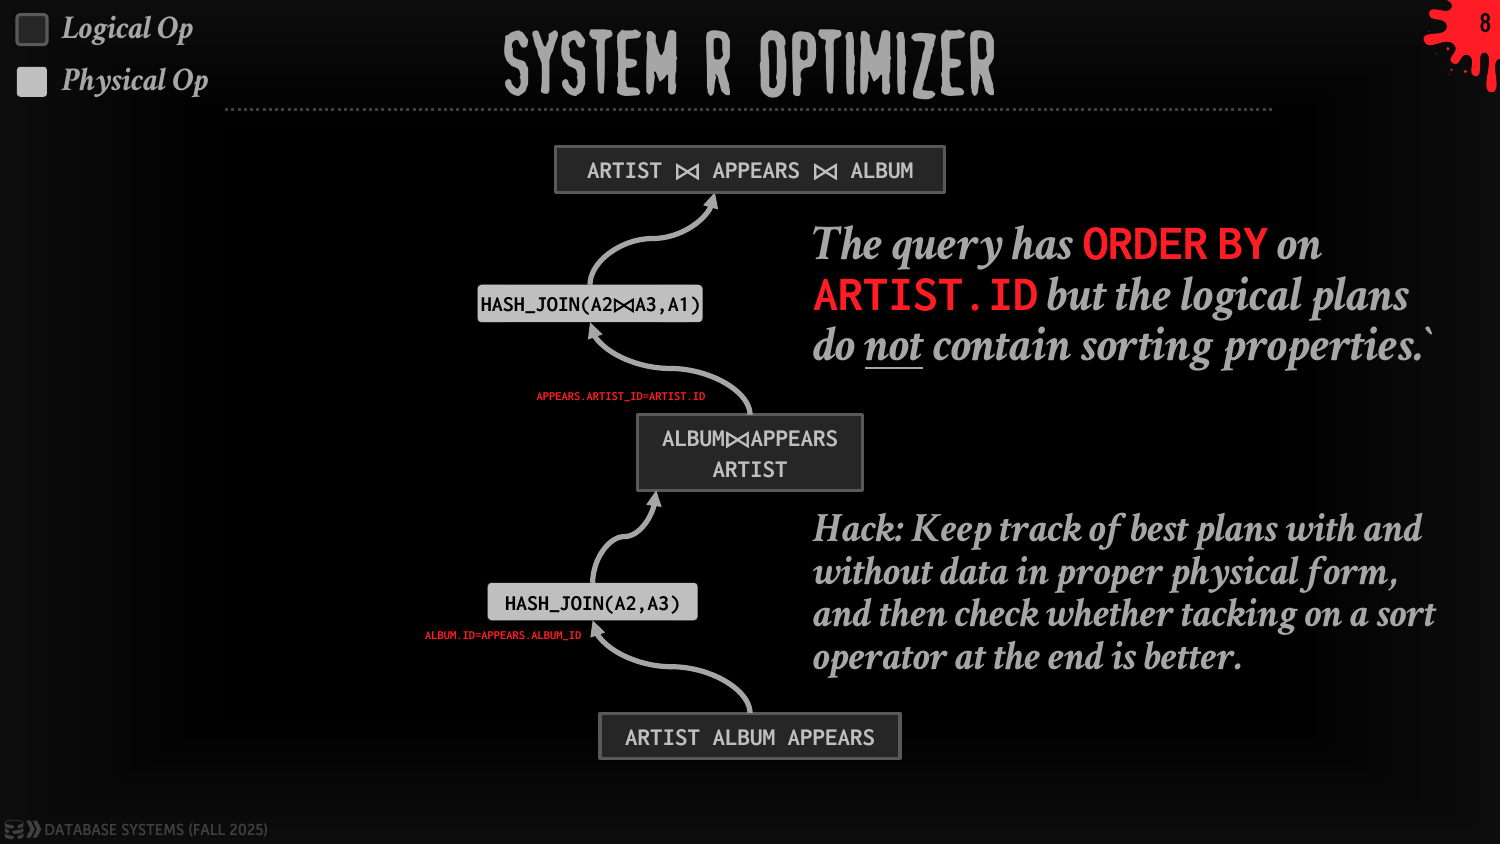 Logical Op
Physical Op
SYSTEM R OPTIMIZER
8
ARTIST ⋈ APPEARS ⋈ ALBUM
The query has ORDER BY on
ARTIST.ID but the logical plans
do not contain sorting properties.`
HASH_JOIN(A2⋈A3,A1)
APPEARS.ARTIST_ID=ARTIST.ID
ALBUM⋈APPEARS
ARTIST
Hack: Keep track of best plans with and
without data in proper physical form,
and then check whether tacking on a sort
operator at the end is better.
HASH_JOIN(A2,A3)
ALBUM.ID=APPEARS.ALBUM_ID
ARTIST ALBUM APPEARS
DATABASE SYSTEMS (FALL 2025)